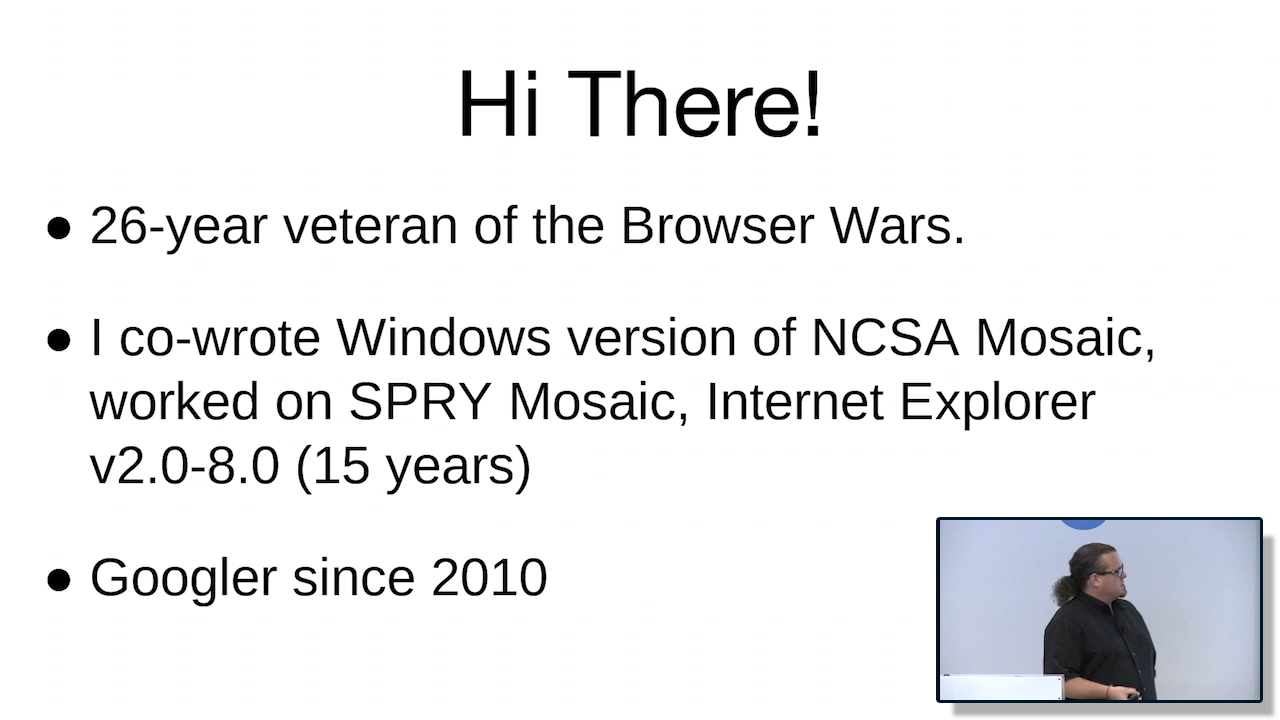 Hi There!
● 26-year veteran of the Browser Wars.
● I co-wrote Windows version of NCSA Mosaic,
worked on SPRY Mosaic, Internet Explorer
v2.0-8.0 (15 years)
● Googler since 2010